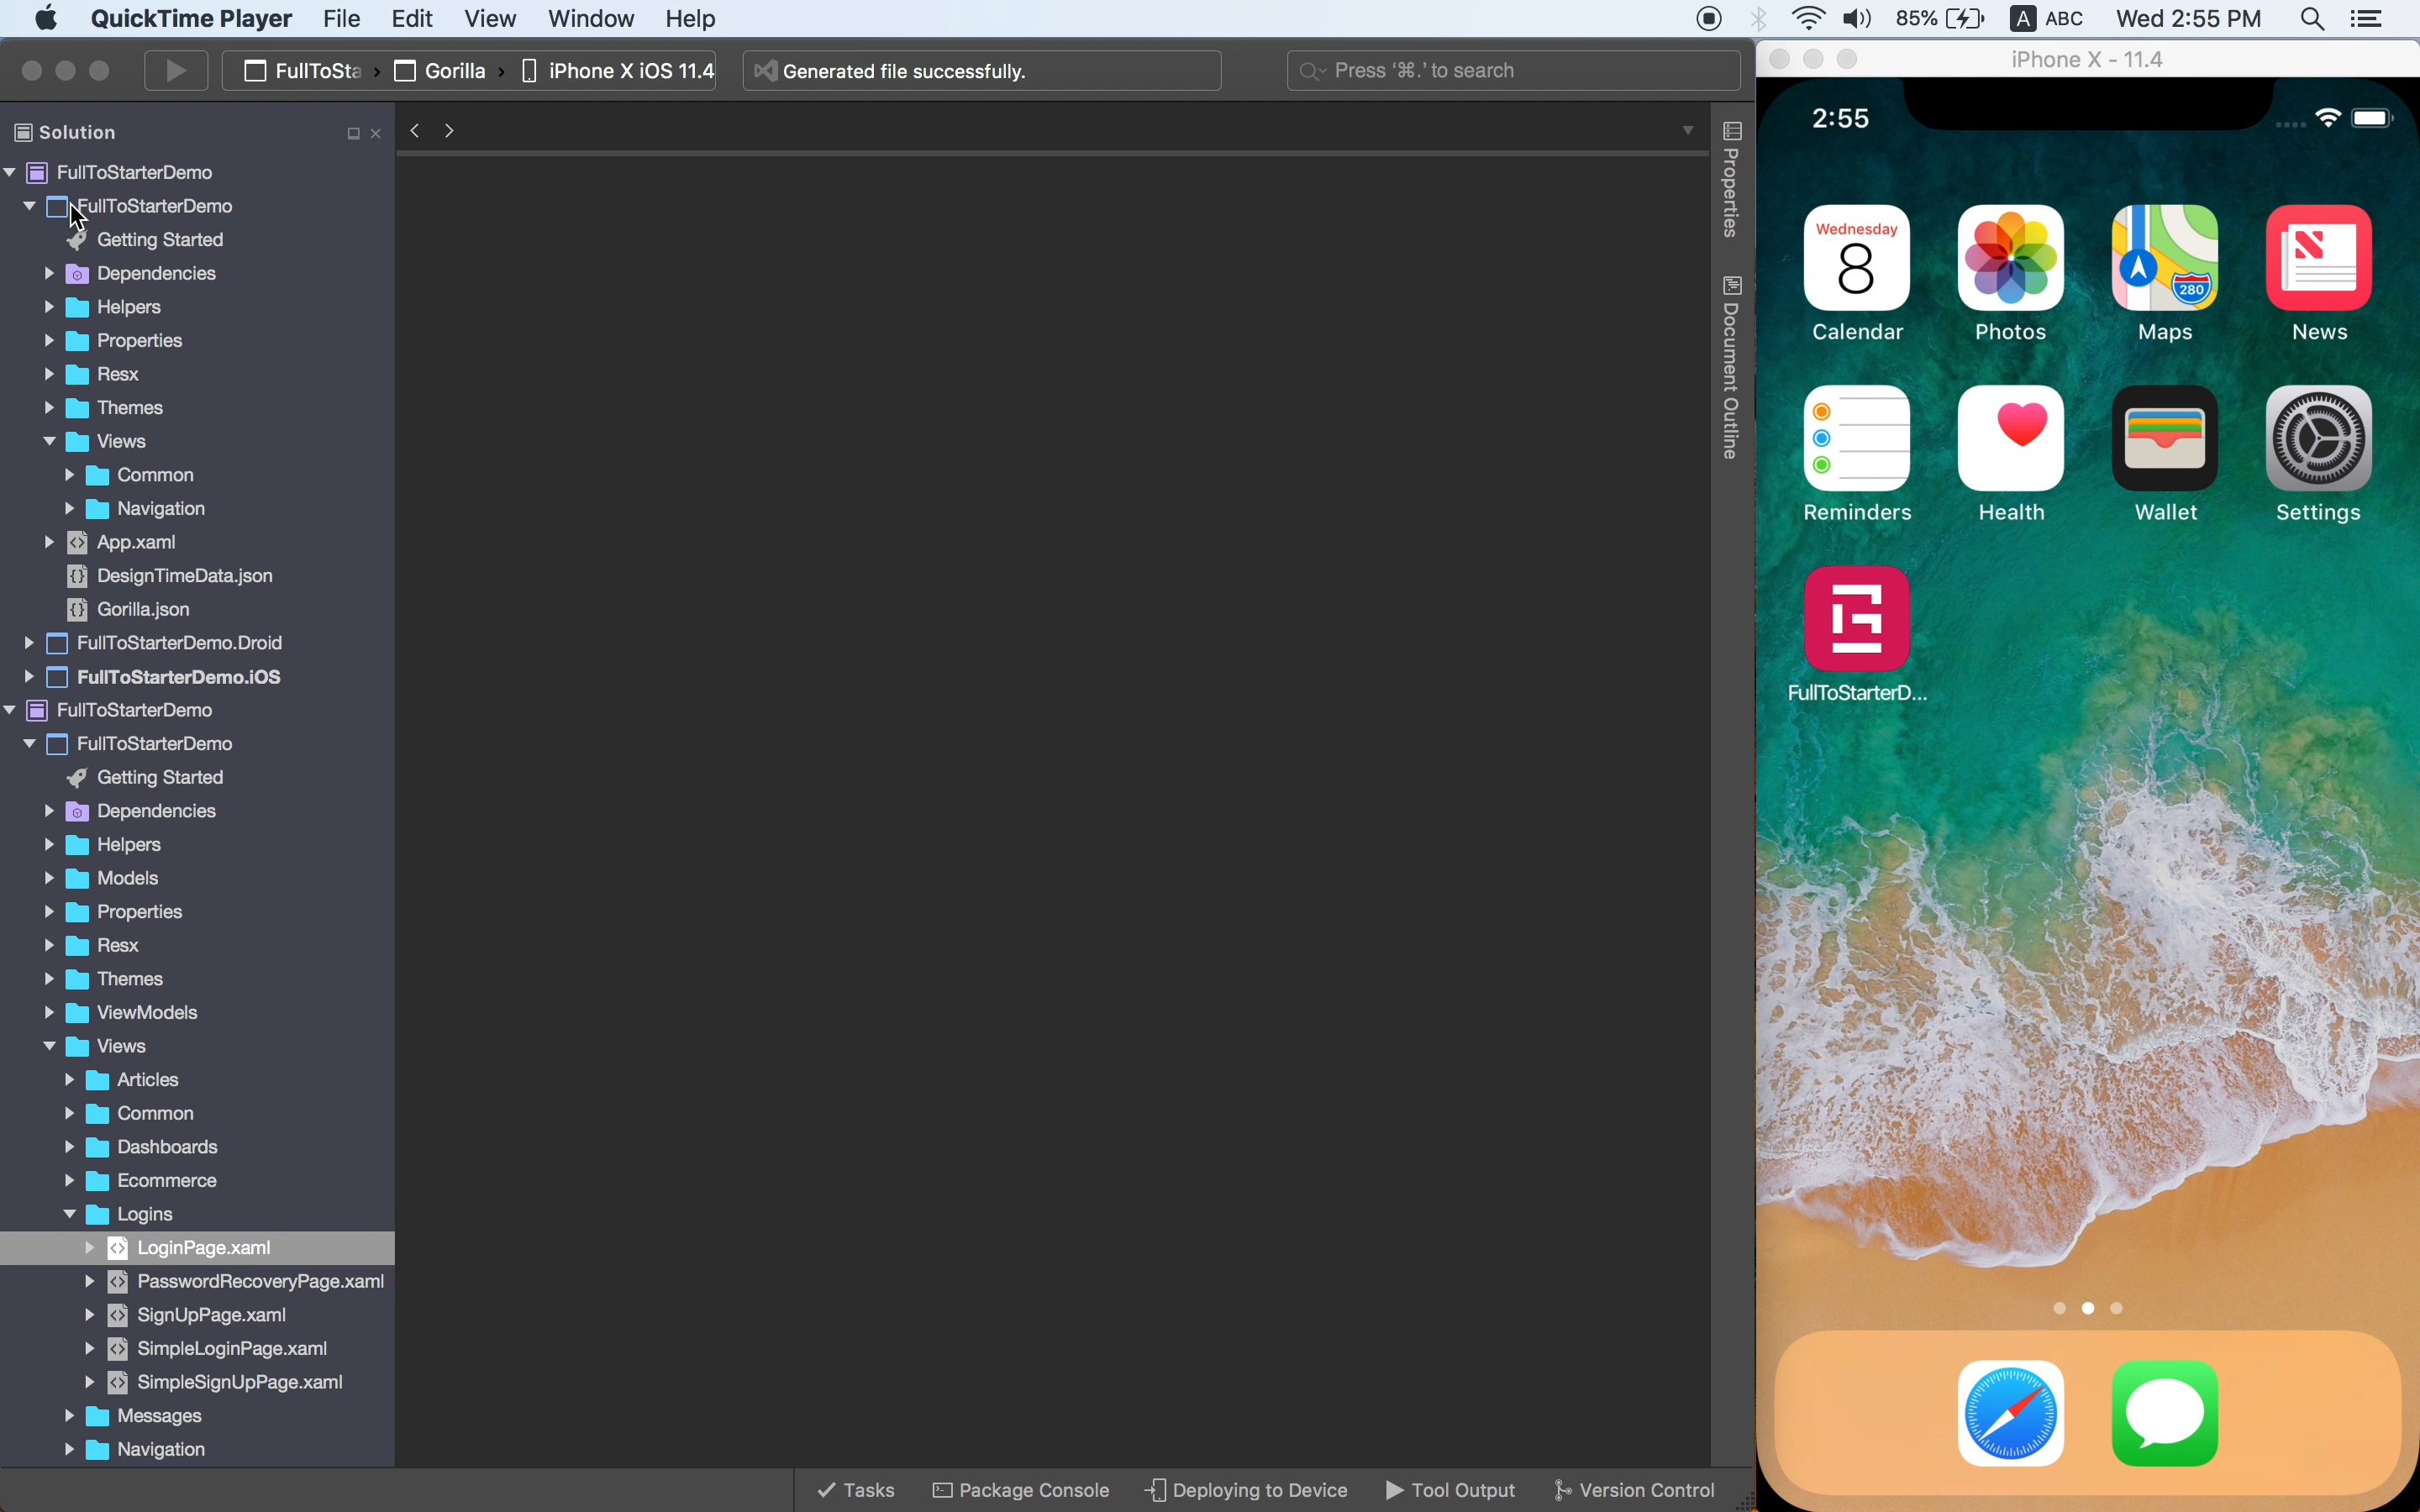 QuickTime Player File Edit View Window Help 85% A ABC Wed 2:55 PM
FullToSta Gorilla iPhone X iOS 11.4 Generated file successfully. Press ‘⌘.’ to search
iPhone X - 11.4
Solution
FullToStarterDemo
FullToStarterDemo
Getting Started
Dependencies
Helpers
Properties
Resx
Themes
Views
Common
Navigation
App.xaml
DesignTimeData.json
Gorilla.json
FullToStarterDemo.Droid
FullToStarterDemo.iOS
FullToStarterDemo
FullToStarterDemo
Getting Started
Dependencies
Helpers
Models
Properties
Resx
Themes
ViewModels
Views
Articles
Common
Dashboards
Ecommerce
Logins
LoginPage.xaml
PasswordRecoveryPage.xaml
SignUpPage.xaml
SimpleLoginPage.xaml
SimpleSignUpPage.xaml
Messages
Navigation
Properties
Document Outline
Tasks Package Console Deploying to Device Tool Output Version Control
2:55
Wednesday
8
280
Calendar Photos Maps News
Reminders Health Wallet Settings
FullToStarterD...